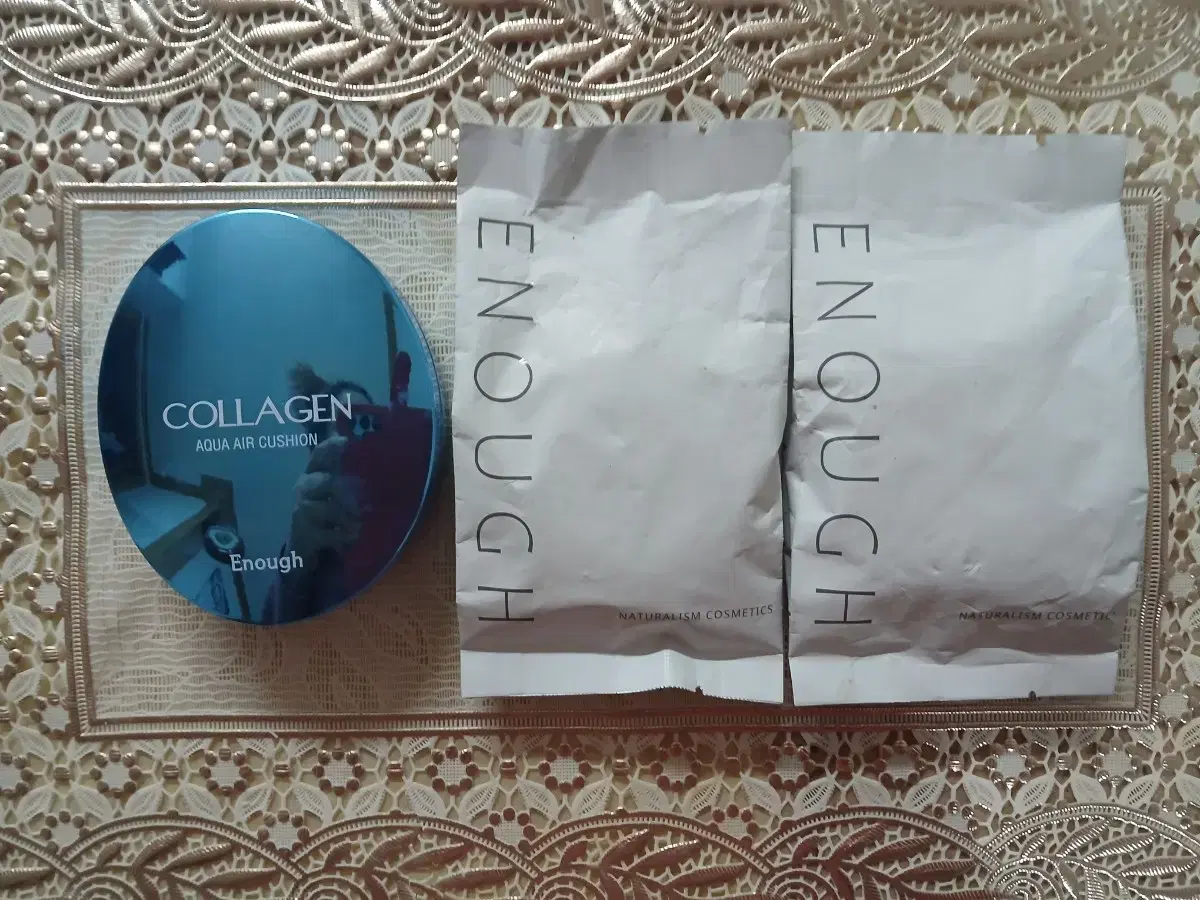 COLLAGEN
AQUA AIR CUSHION
Enough
ENOUGH
NATURALISM COSMETICS
ENOUGH
NATURALISM COSMETIC